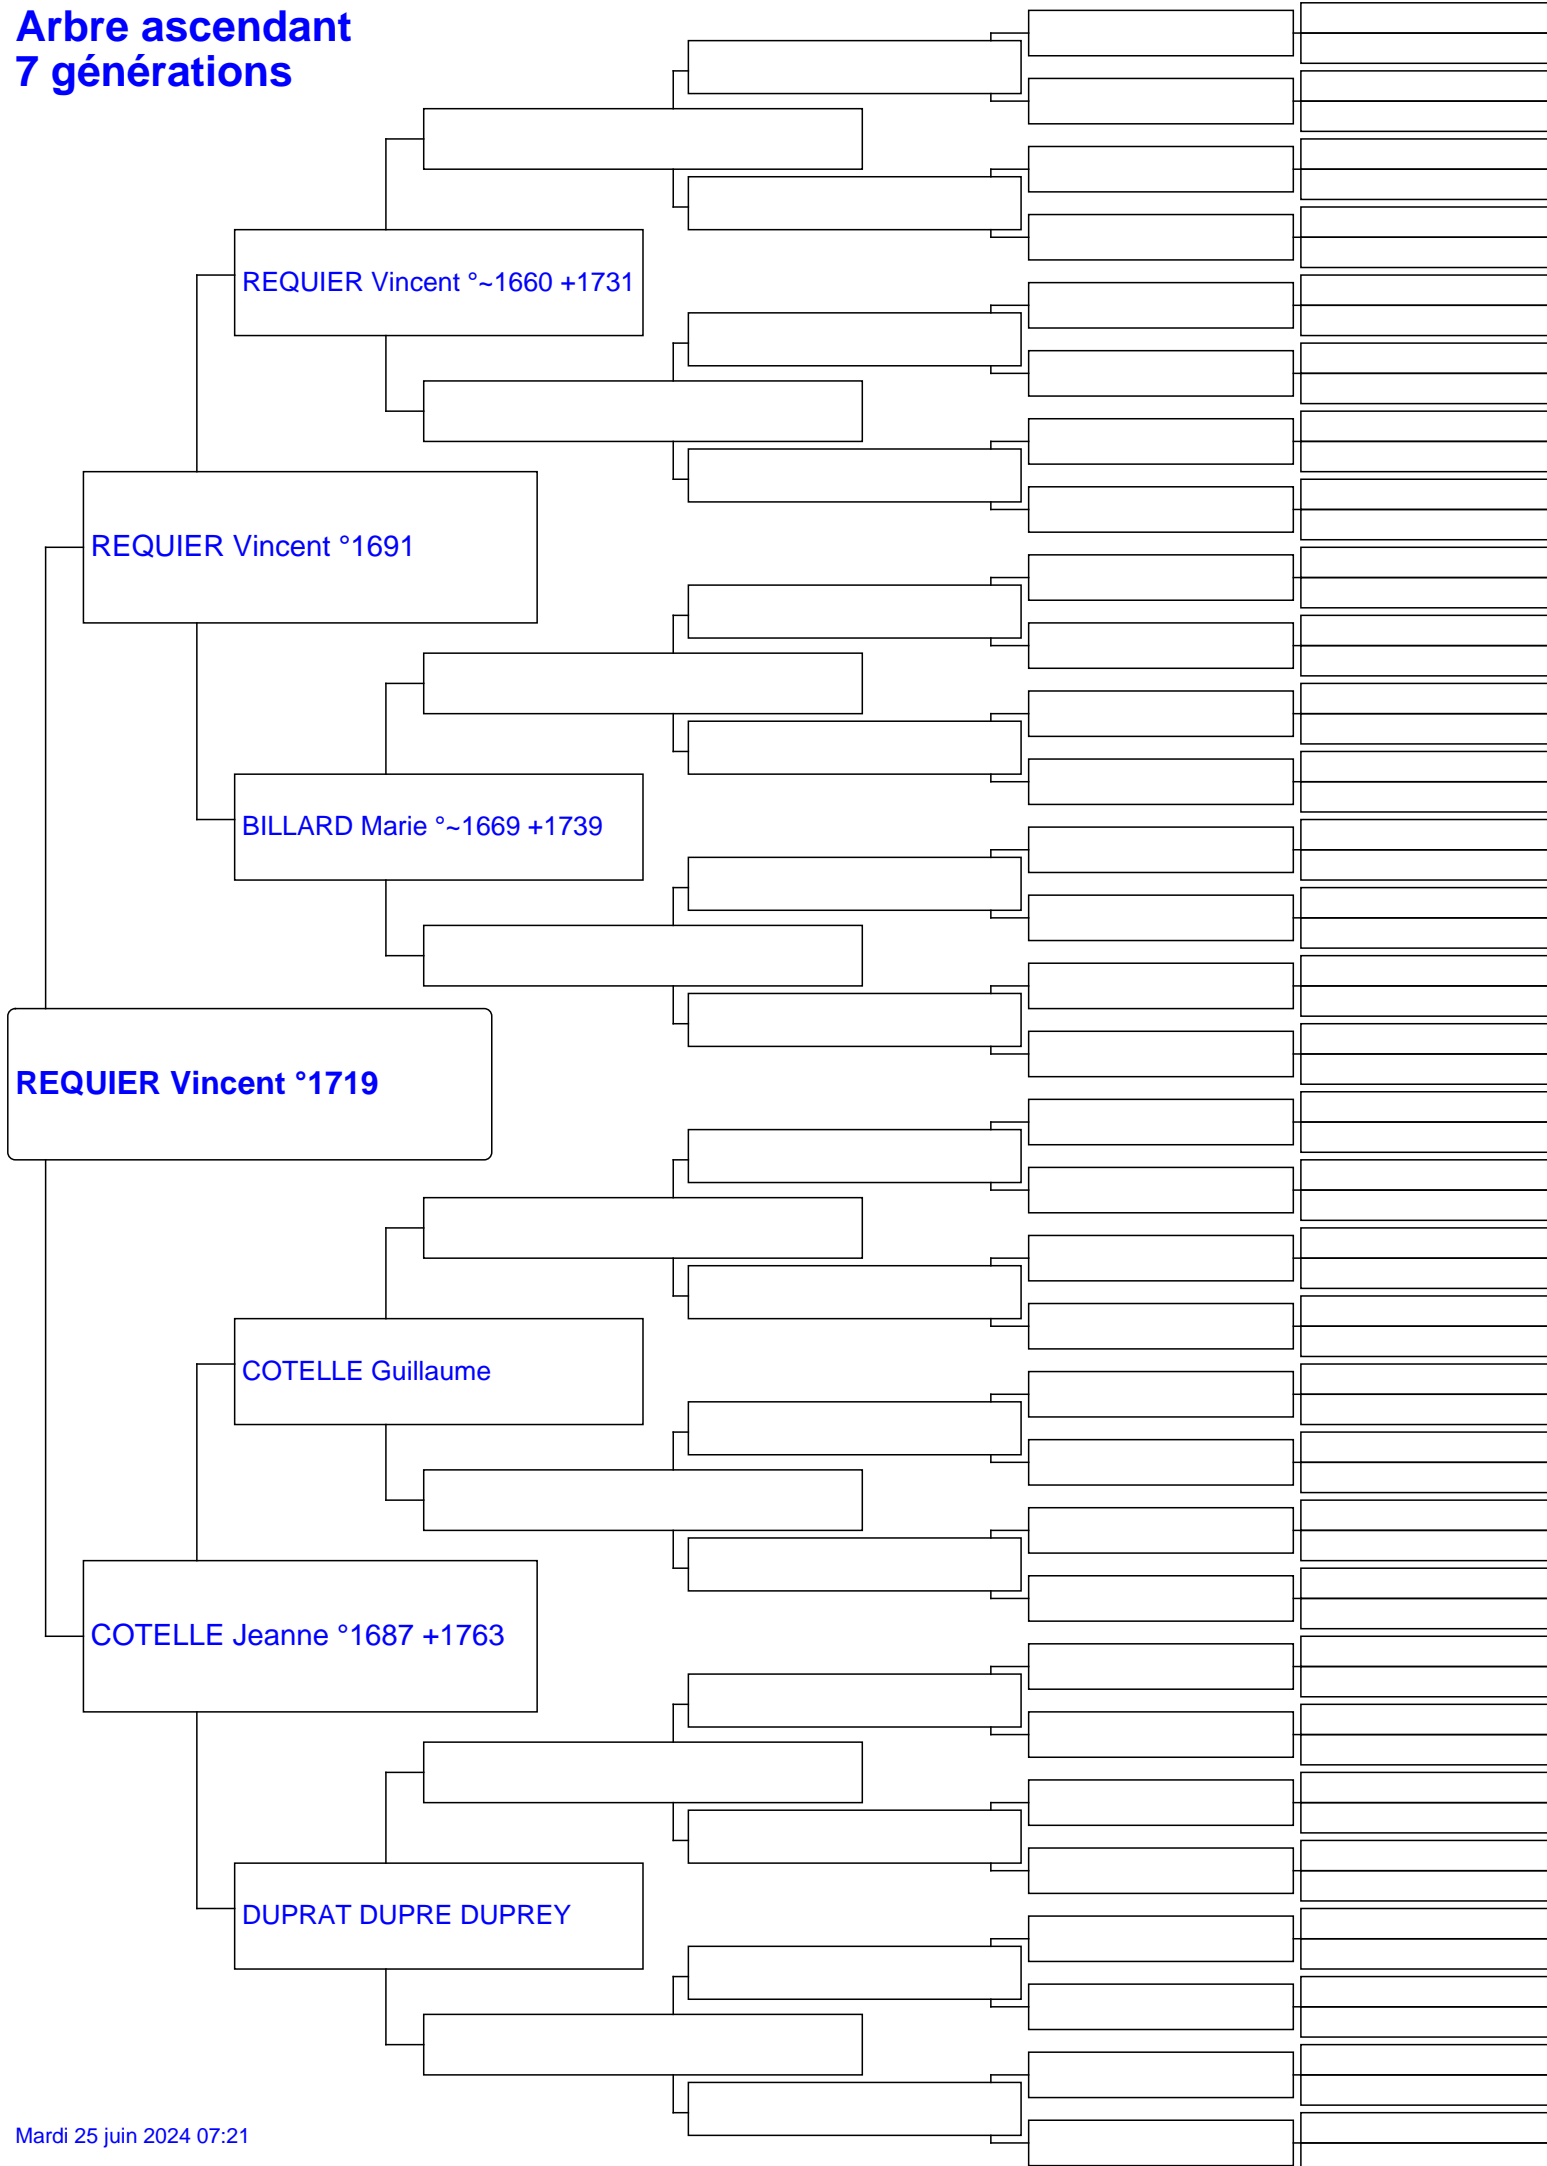 Arbre ascendant
7 générations
REQUIER Vincent °~1660 +1731
REQUIER Vincent °1691
BILLARD Marie °~1669 +1739
REQUIER Vincent °1719
COTELLE Guillaume
COTELLE Jeanne °1687 +1763
DUPRAT DUPRE DUPREY
Mardi 25 juin 2024 07:21